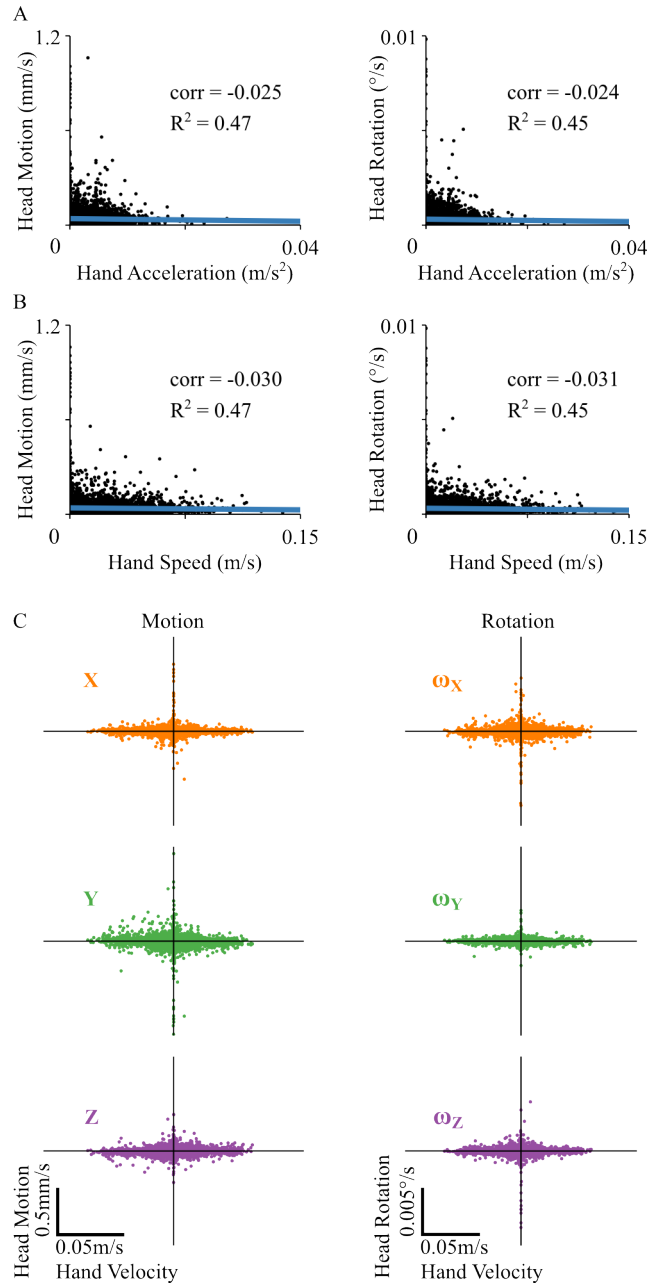 A
1.2
Head Motion (mm/s)
corr = -0.025
R² = 0.47
0
0.04
Hand Acceleration (m/s²)
0.01
Head Rotation (°/s)
corr = -0.024
R² = 0.45
0
0.04
Hand Acceleration (m/s²)
B
1.2
Head Motion (mm/s)
corr = -0.030
R² = 0.47
0
0.15
Hand Speed (m/s)
0.01
Head Rotation (°/s)
corr = -0.031
R² = 0.45
0
0.15
Hand Speed (m/s)
C
Motion
Rotation
X
ωX
Y
ωY
Z
ωZ
Head Motion
0.5mm/s
0.05m/s
Hand Velocity
Head Rotation
0.005°/s
0.05m/s
Hand Velocity